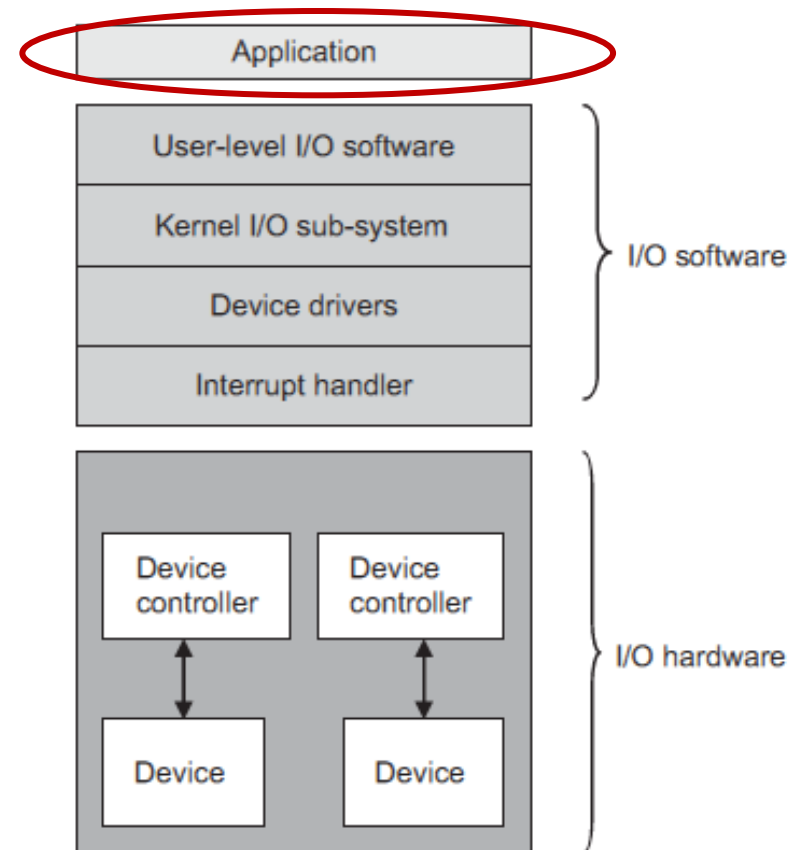 Application
User-level I/O software
Kernel I/O sub-system
Device drivers
Interrupt handler
I/O software
Device
controller
Device
controller
Device
Device
I/O hardware